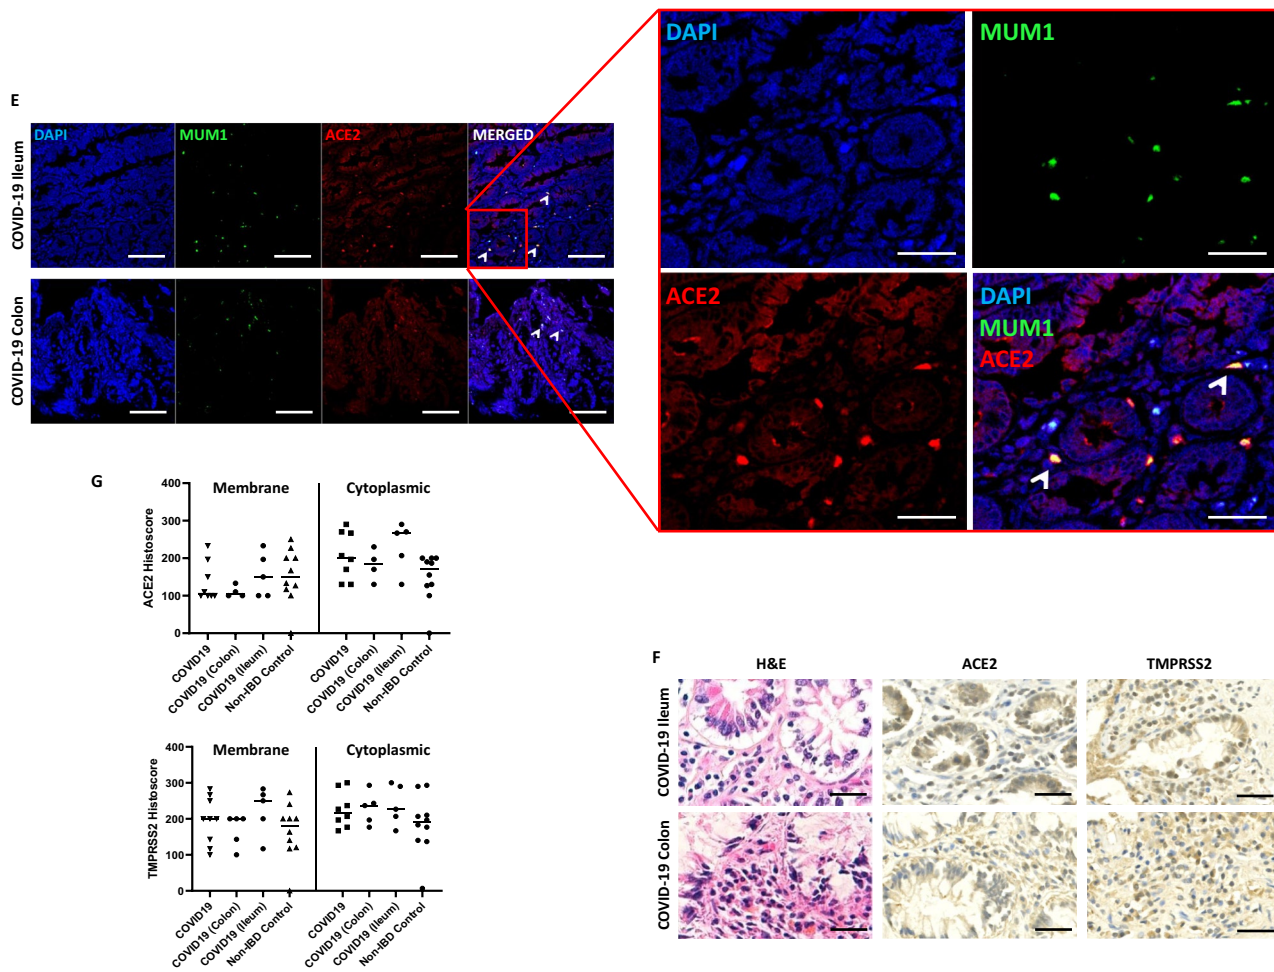 E
COVID-19 Ileum
DAPI
MUM1
ACE2
MERGED
COVID-19 Colon
DAPI
MUM1
ACE2
DAPI
MUM1
ACE2
G
Membrane
Cytoplasmic
ACE2 Histoscore
400
300
200
100
0
COVID19
COVID19 (Colon)
COVID19 (Ileum)
Non-IBD Control
COVID19
COVID19 (Colon)
COVID19 (Ileum)
Non-IBD Control
Membrane
Cytoplasmic
TMPRSS2 Histoscore
400
300
200
100
0
COVID19
COVID19 (Colon)
COVID19 (Ileum)
Non-IBD Control
COVID19
COVID19 (Colon)
COVID19 (Ileum)
Non-IBD Control
F
H&E
ACE2
TMPRSS2
COVID-19 Ileum
COVID-19 Colon